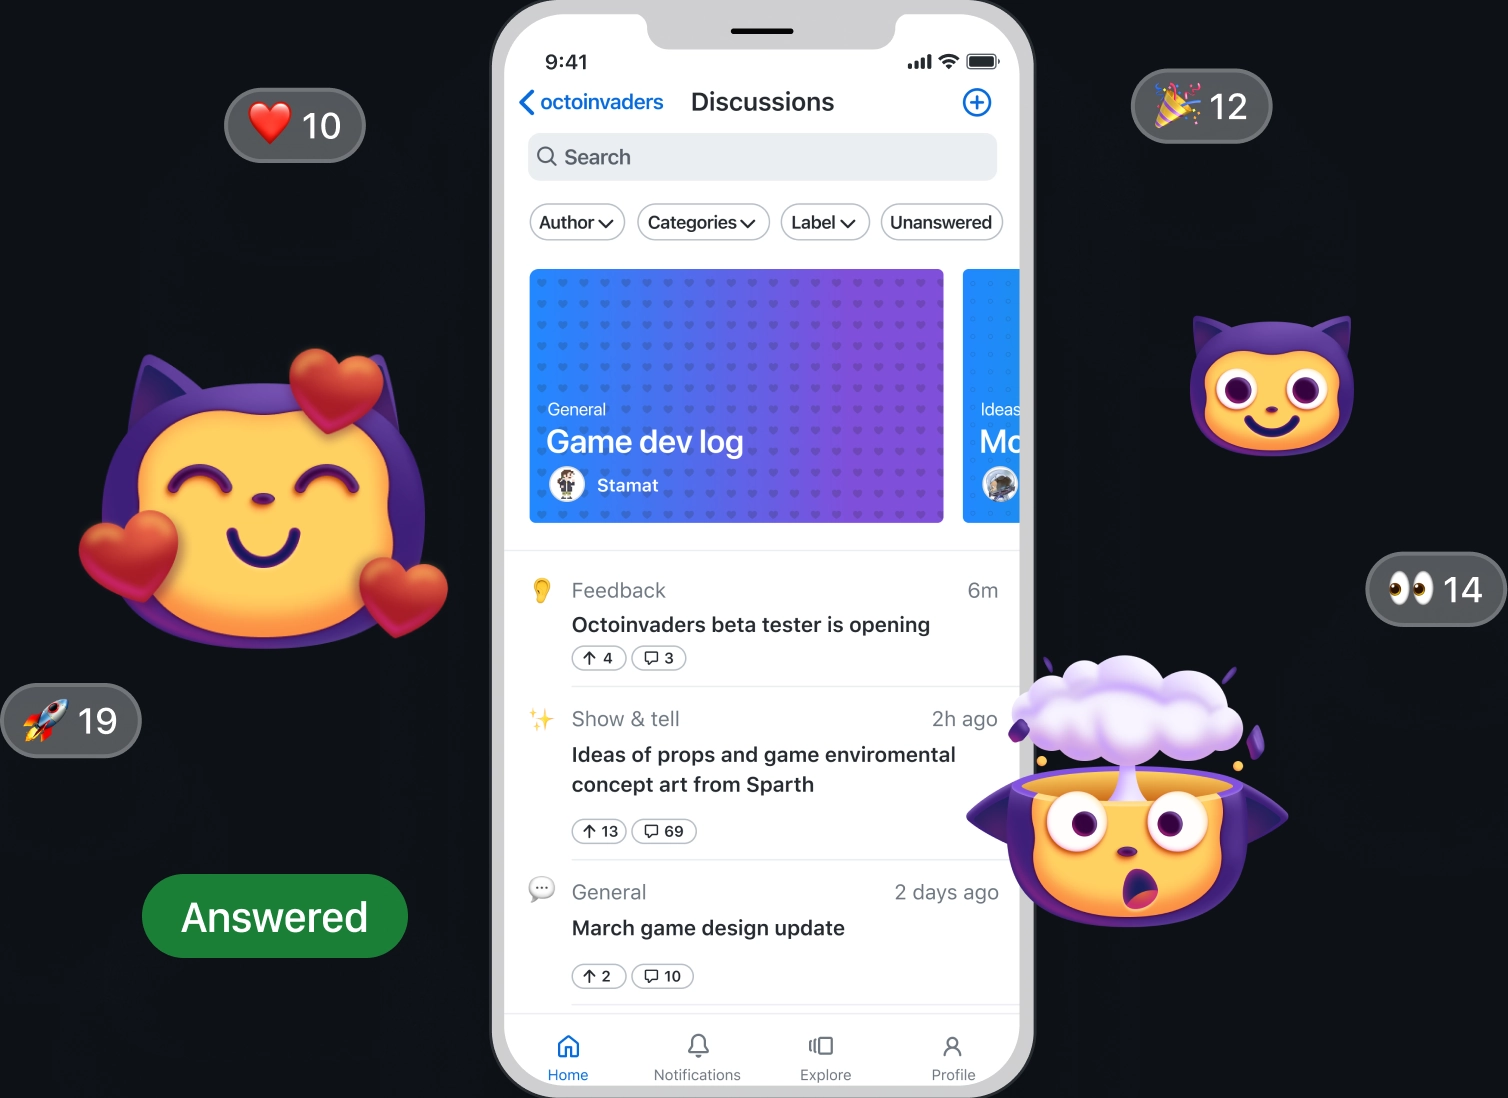 9:41
octoinvaders
Discussions
Search
Author
Categories
Label
Unanswered
General
Game dev log
Stamat
Ideas
Mo
Feedback
6m
Octoinvaders beta tester is opening
4
3
Show & tell
2h ago
Ideas of props and game enviromental
concept art from Sparth
13
69
General
2 days ago
March game design update
2
10
Home
Notifications
Explore
Profile
10
12
14
19
Answered